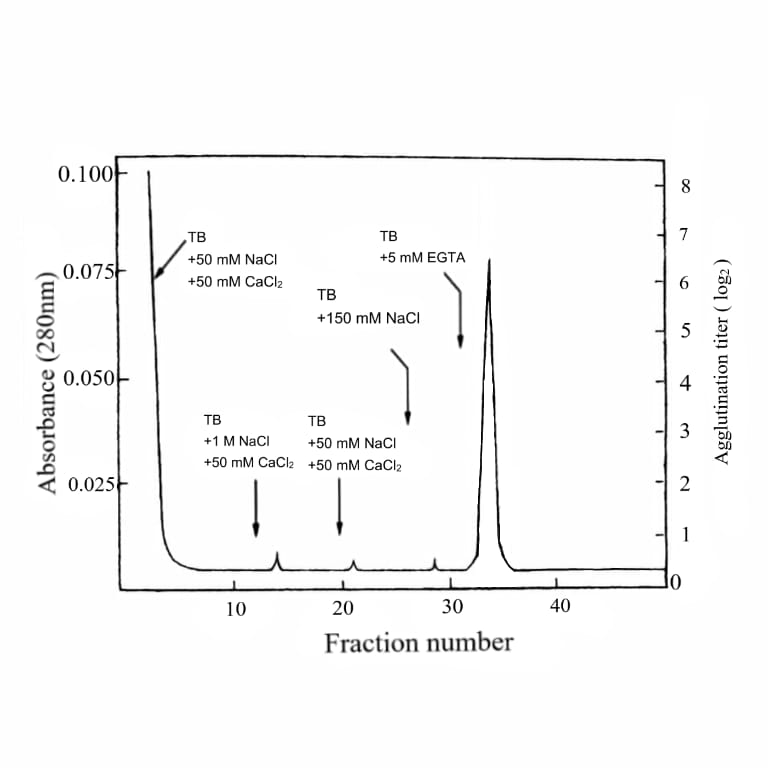 0.100
0.075
0.050
0.025
Absorbance (280nm)
TB
+50 mM NaCl
+50 mM CaCl₂
TB
+5 mM EGTA
TB
+150 mM NaCl
TB
+1 M NaCl
+50 mM CaCl₂
TB
+50 mM NaCl
+50 mM CaCl₂
8
7
6
5
4
3
2
1
0
Agglutination titer ( log₂ )
10
20
30
40
Fraction number